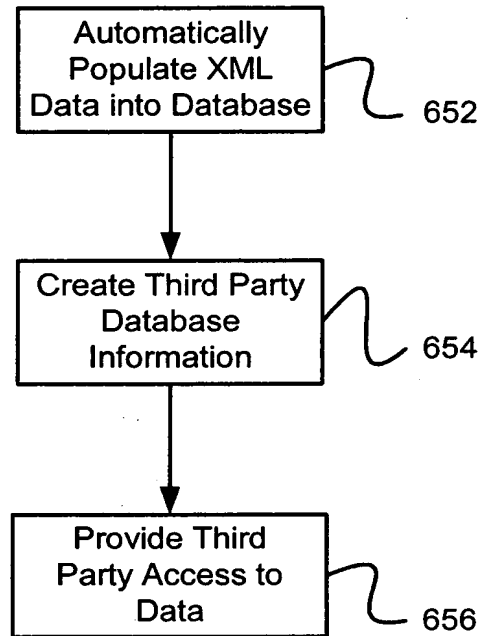 Automatically
Populate XML
Data into Database
652
Create Third Party
Database
Information
654
Provide Third
Party Access to
Data
656